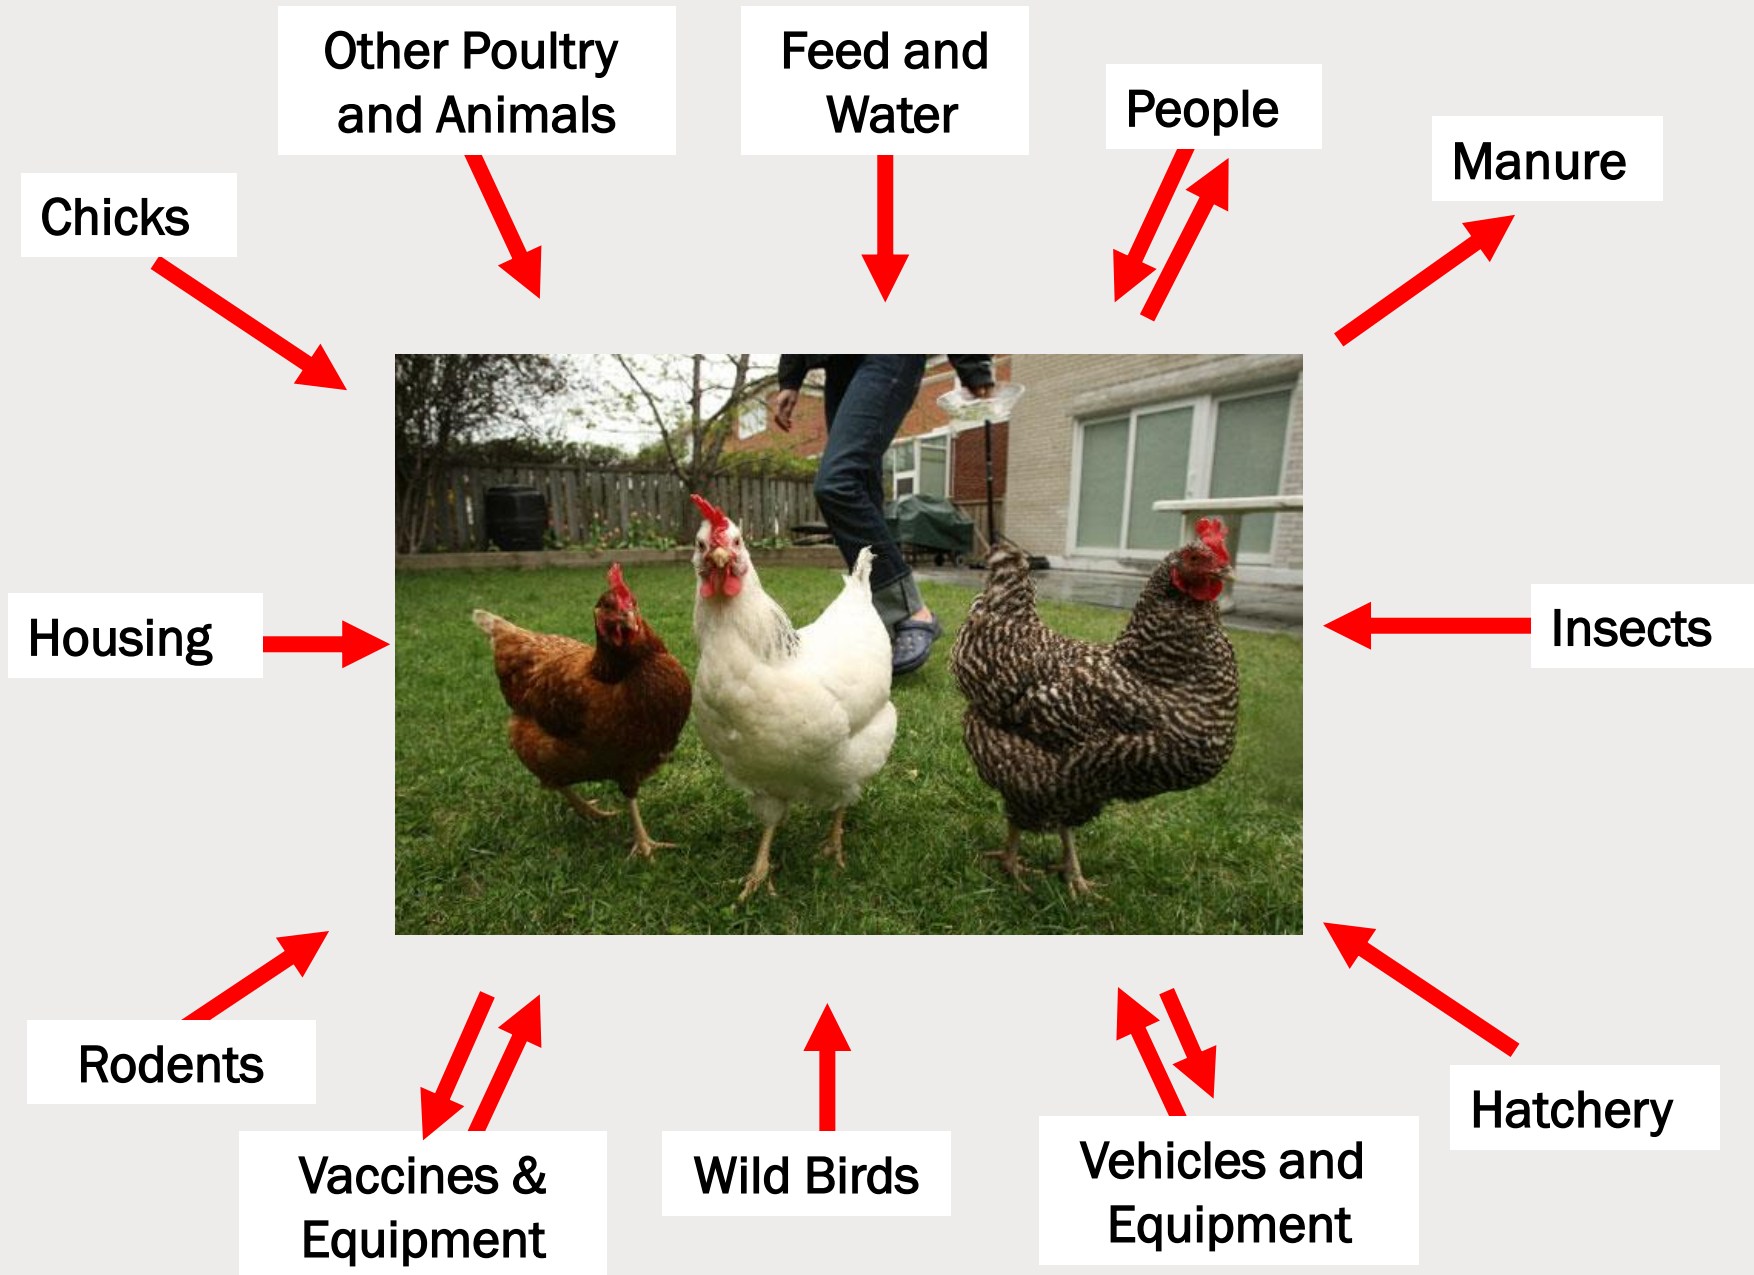 Other Poultry
and Animals
Feed and
Water
People
Manure
Chicks
Housing
Insects
Rodents
Hatchery
Vaccines &
Equipment
Wild Birds
Vehicles and
Equipment